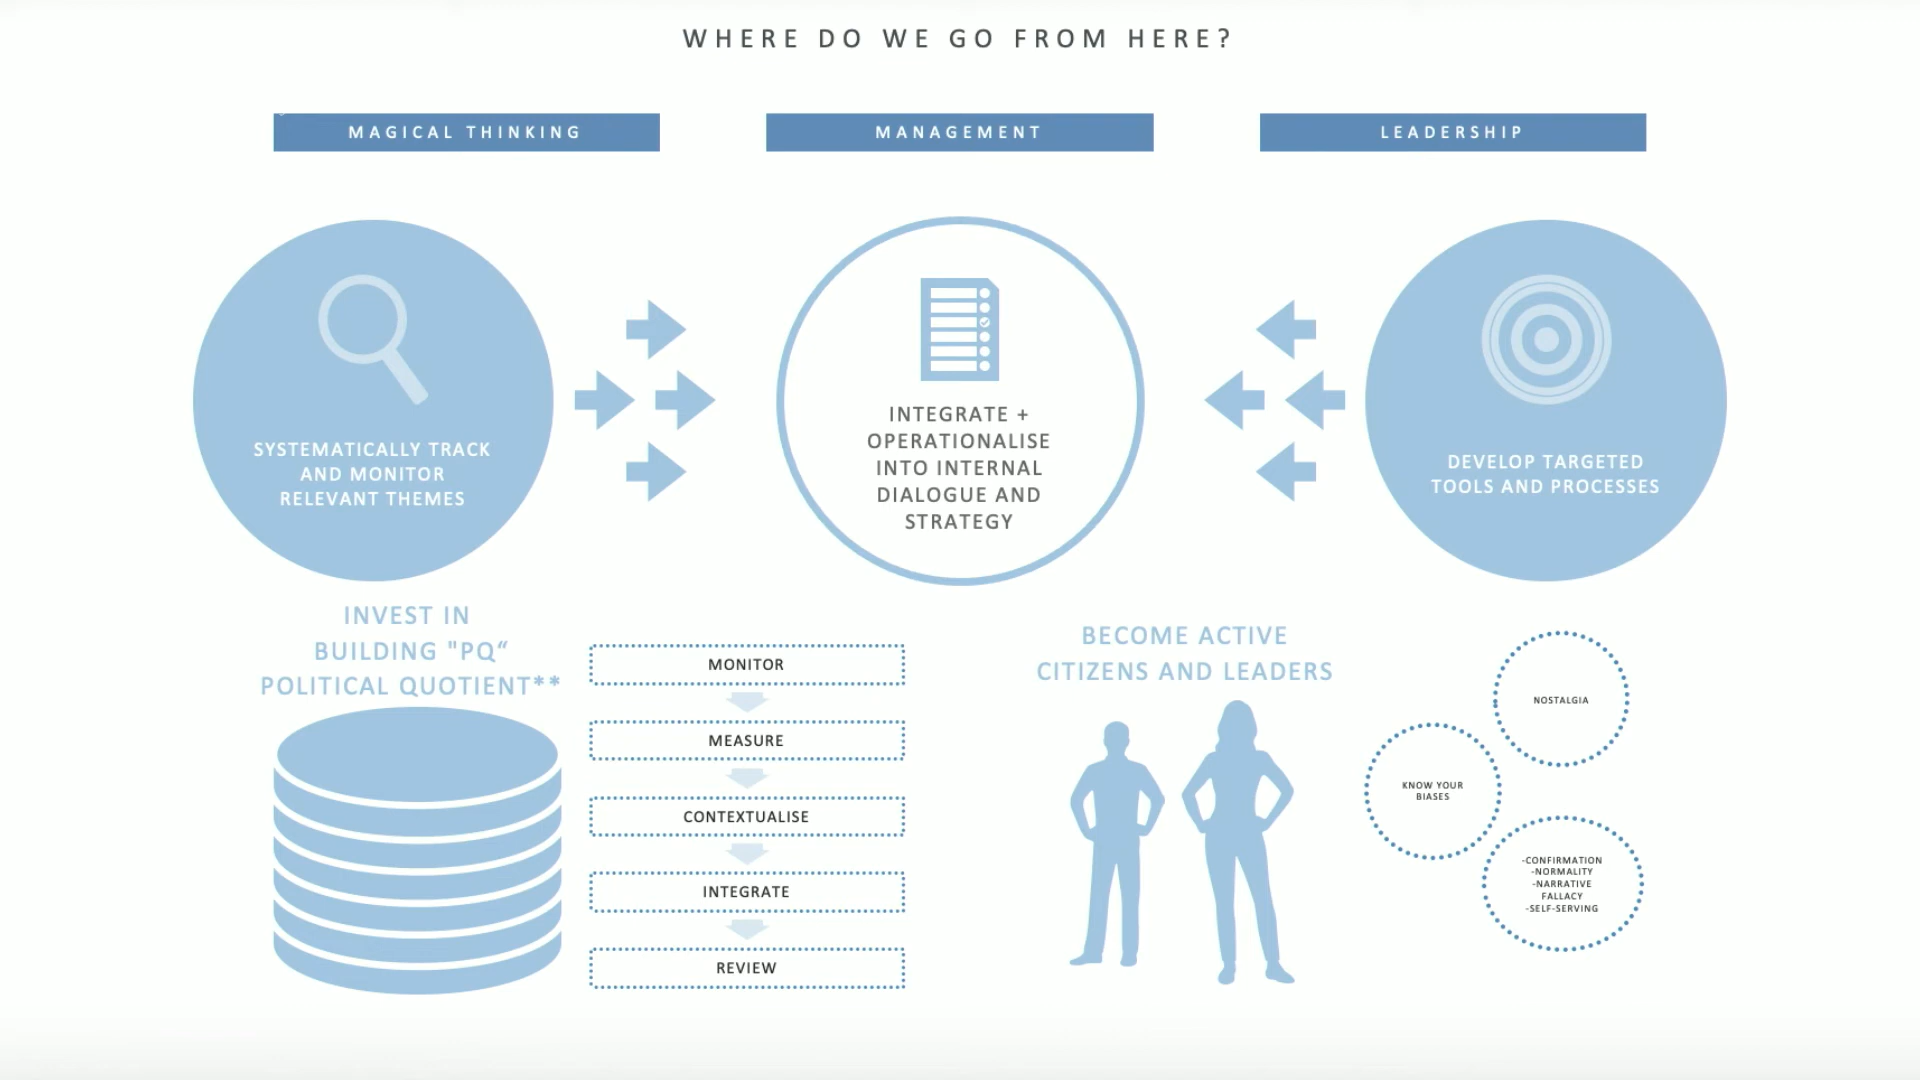 WHERE DO WE GO FROM HERE?
MAGICAL THINKING
MANAGEMENT
LEADERSHIP
SYSTEMATICALLY TRACK
AND MONITOR
RELEVANT THEMES
INTEGRATE +
OPERATIONALISE
INTO INTERNAL
DIALOGUE AND
STRATEGY
DEVELOP TARGETED
TOOLS AND PROCESSES
INVEST IN
BUILDING "PQ“
POLITICAL QUOTIENT**
MONITOR
MEASURE
CONTEXTUALISE
INTEGRATE
REVIEW
BECOME ACTIVE
CITIZENS AND LEADERS
NOSTALGIA
KNOW YOUR
BIASES
-CONFIRMATION
-NORMALITY
-NARRATIVE
FALLACY
-SELF-SERVING